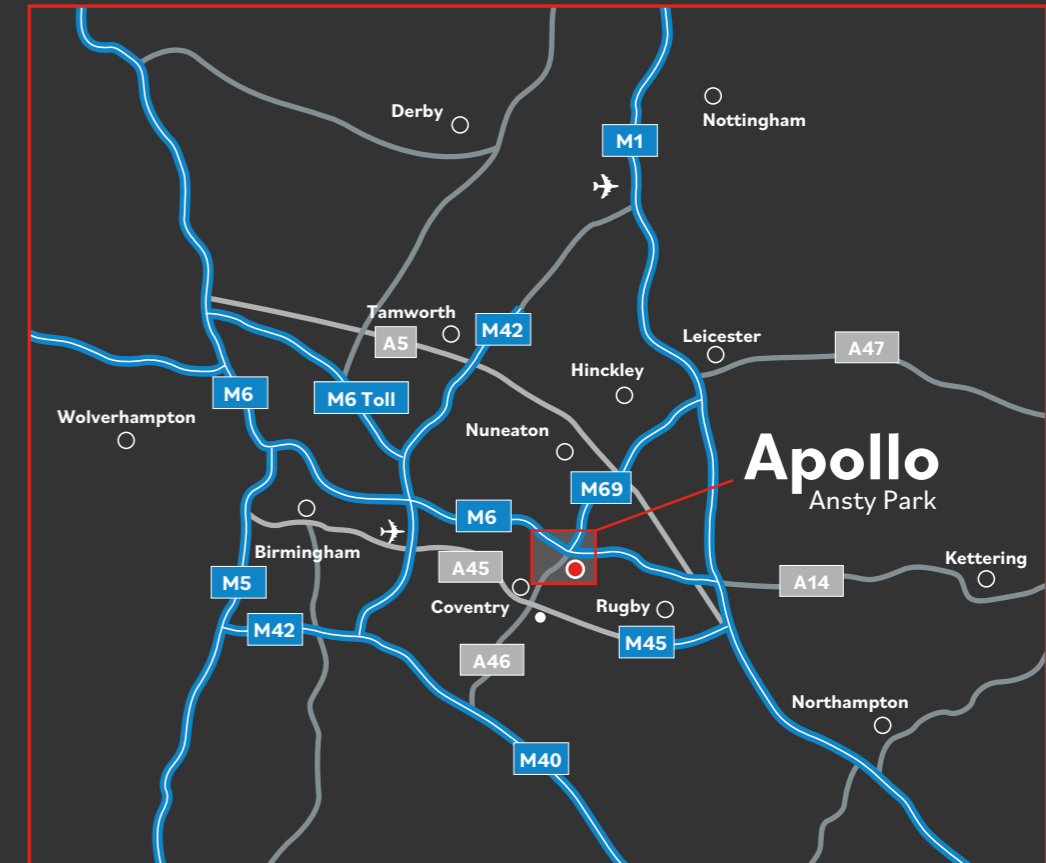 Nottingham
Derby
M1
Tamworth
M42
A5
Leicester
A47
Hinckley
M6
M6 Toll
Wolverhampton
Nuneaton
Apollo
Ansty Park
M69
M6
Birmingham
A45
Kettering
M5
A14
Coventry
Rugby
M42
M45
A46
Northampton
M40